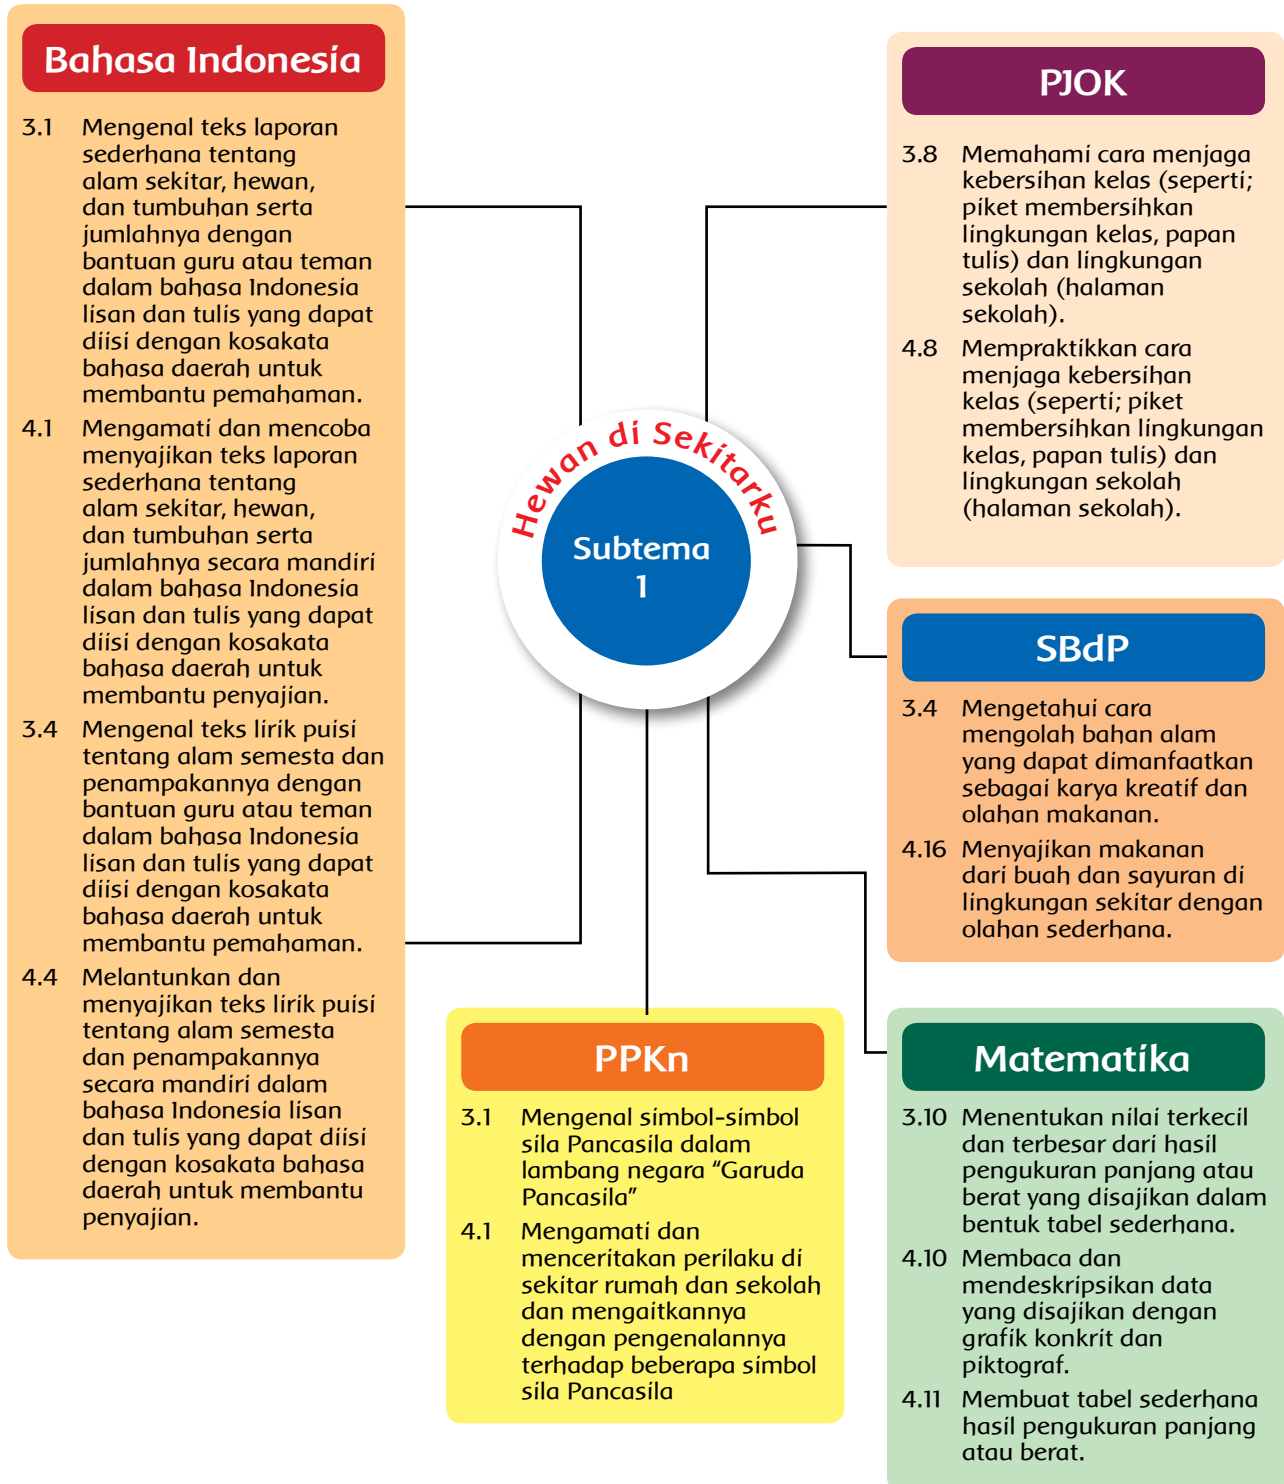 Bahasa Indonesia
3.1 Mengenal teks laporan
sederhana tentang
alam sekitar, hewan,
dan tumbuhan serta
jumlahnya dengan
bantuan guru atau teman
dalam bahasa Indonesia
lisan dan tulis yang dapat
diisi dengan kosakata
bahasa daerah untuk
membantu pemahaman.
4.1 Mengamati dan mencoba
menyajikan teks laporan
sederhana tentang
alam sekitar, hewan,
dan tumbuhan serta
jumlahnya secara mandiri
dalam bahasa Indonesia
lisan dan tulis yang dapat
diisi dengan kosakata
bahasa daerah untuk
membantu penyajian.
3.4 Mengenal teks lirik puisi
tentang alam semesta dan
penampakannya dengan
bantuan guru atau teman
dalam bahasa Indonesia
lisan dan tulis yang dapat
diisi dengan kosakata
bahasa daerah untuk
membantu pemahaman.
4.4 Melantunkan dan
menyajikan teks lirik puisi
tentang alam semesta
dan penampakannya
secara mandiri dalam
bahasa Indonesia lisan
dan tulis yang dapat diisi
dengan kosakata bahasa
daerah untuk membantu
penyajian.
Hewan di Sekitarku
Subtema
1
PJOK
3.8 Memahami cara menjaga
kebersihan kelas (seperti;
piket membersihkan
lingkungan kelas, papan
tulis) dan lingkungan
sekolah (halaman
sekolah).
4.8 Mempraktikkan cara
menjaga kebersihan
kelas (seperti; piket
membersihkan lingkungan
kelas, papan tulis) dan
lingkungan sekolah
(halaman sekolah).
SBdP
3.4 Mengetahui cara
mengolah bahan alam
yang dapat dimanfaatkan
sebagai karya kreatif dan
olahan makanan.
4.16 Menyajikan makanan
dari buah dan sayuran di
lingkungan sekitar dengan
olahan sederhana.
PPKn
3.1 Mengenal simbol-simbol
sila Pancasila dalam
lambang negara “Garuda
Pancasila”
4.1 Mengamati dan
menceritakan perilaku di
sekitar rumah dan sekolah
dan mengaitkannya
dengan pengenalannya
terhadap beberapa simbol
sila Pancasila
Matematika
3.10 Menentukan nilai terkecil
dan terbesar dari hasil
pengukuran panjang atau
berat yang disajikan dalam
bentuk tabel sederhana.
4.10 Membaca dan
mendeskripsikan data
yang disajikan dengan
grafik konkrit dan
piktograf.
4.11 Membuat tabel sederhana
hasil pengukuran panjang
atau berat.